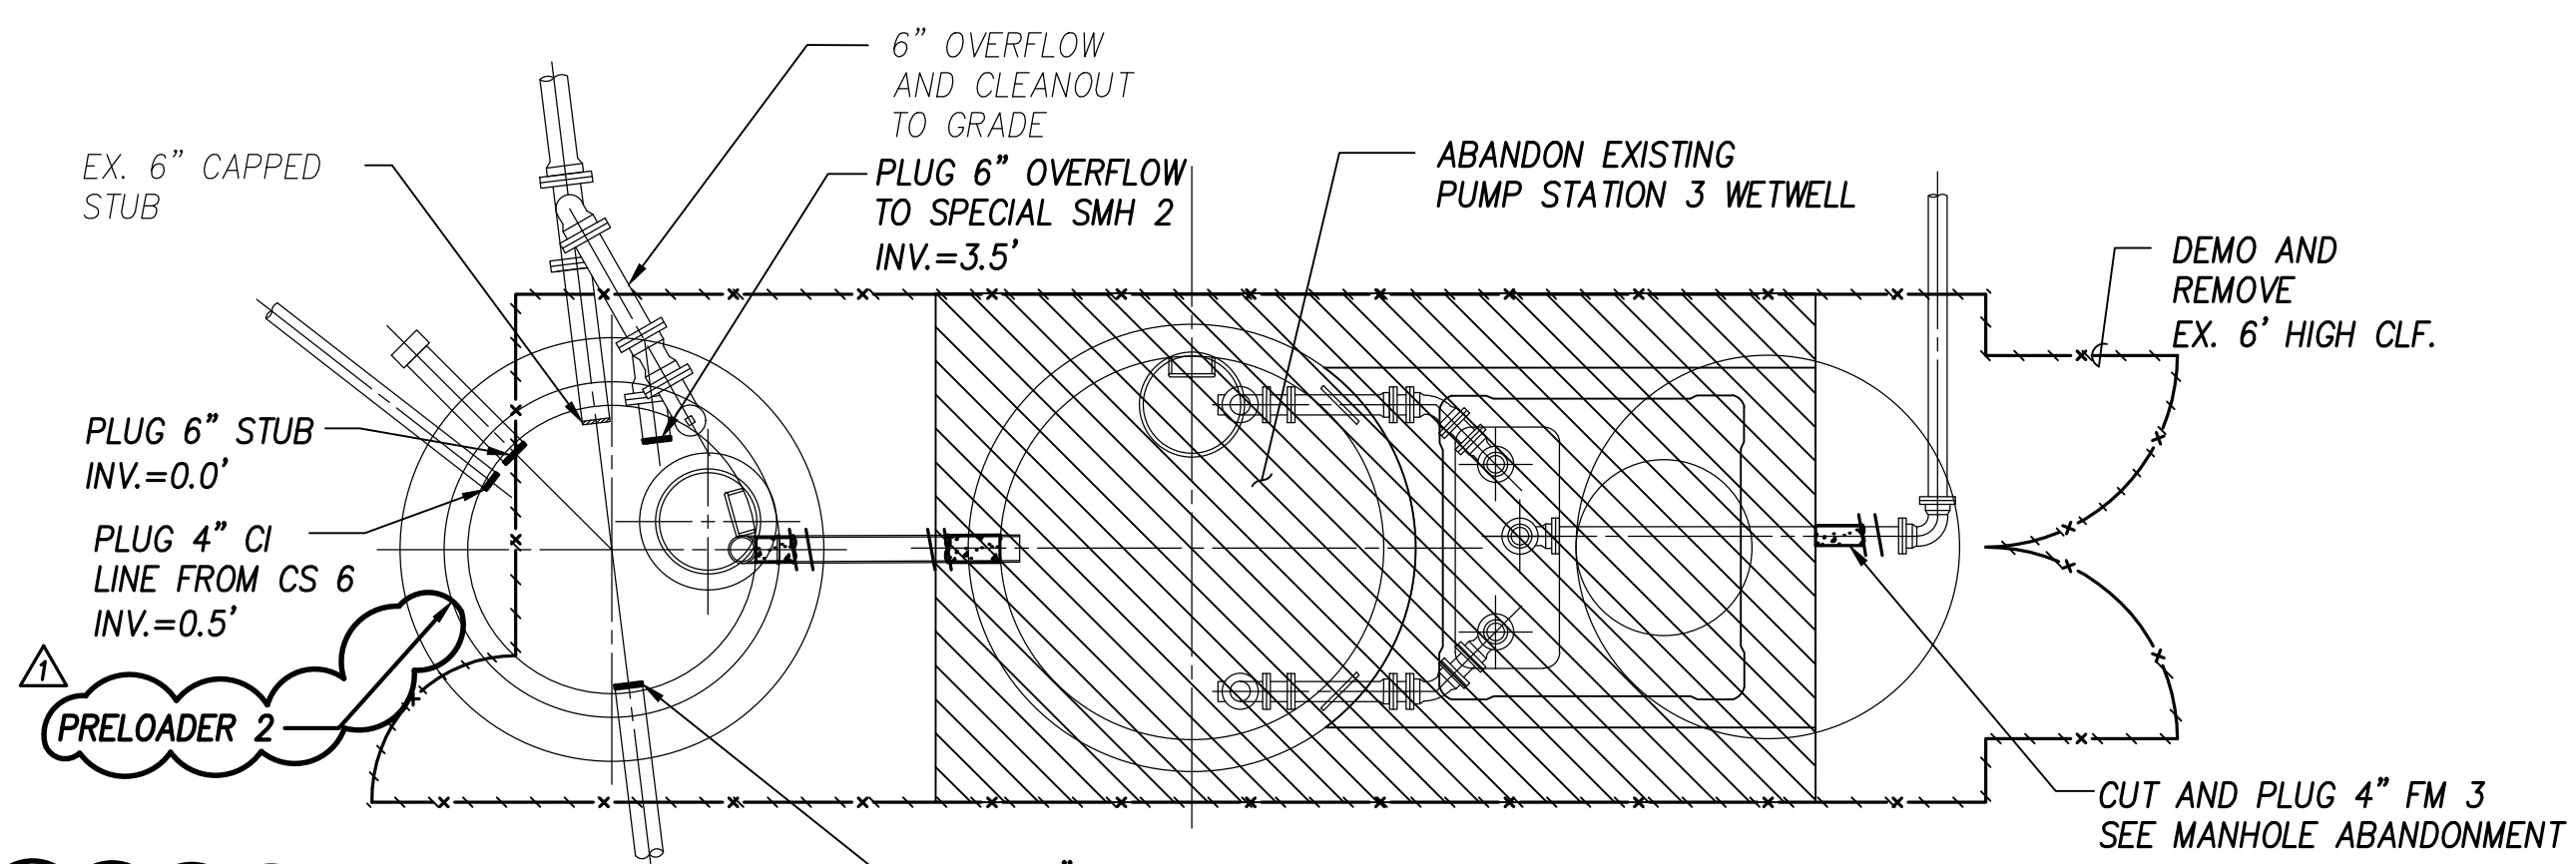 6” OVERFLOW
AND CLEANOUT
TO GRADE
EX. 6” CAPPED
STUB
PLUG 6” OVERFLOW
TO SPECIAL SMH 2
INV.=3.5’
ABANDON EXISTING
PUMP STATION 3 WETWELL
DEMO AND
REMOVE
EX. 6’ HIGH CLF.
PLUG 6” STUB
INV.=0.0’
PLUG 4” CI
LINE FROM CS 6
INV.=0.5’
1
PRELOADER 2
CUT AND PLUG 4” FM 3
SEE MANHOLE ABANDONMENT